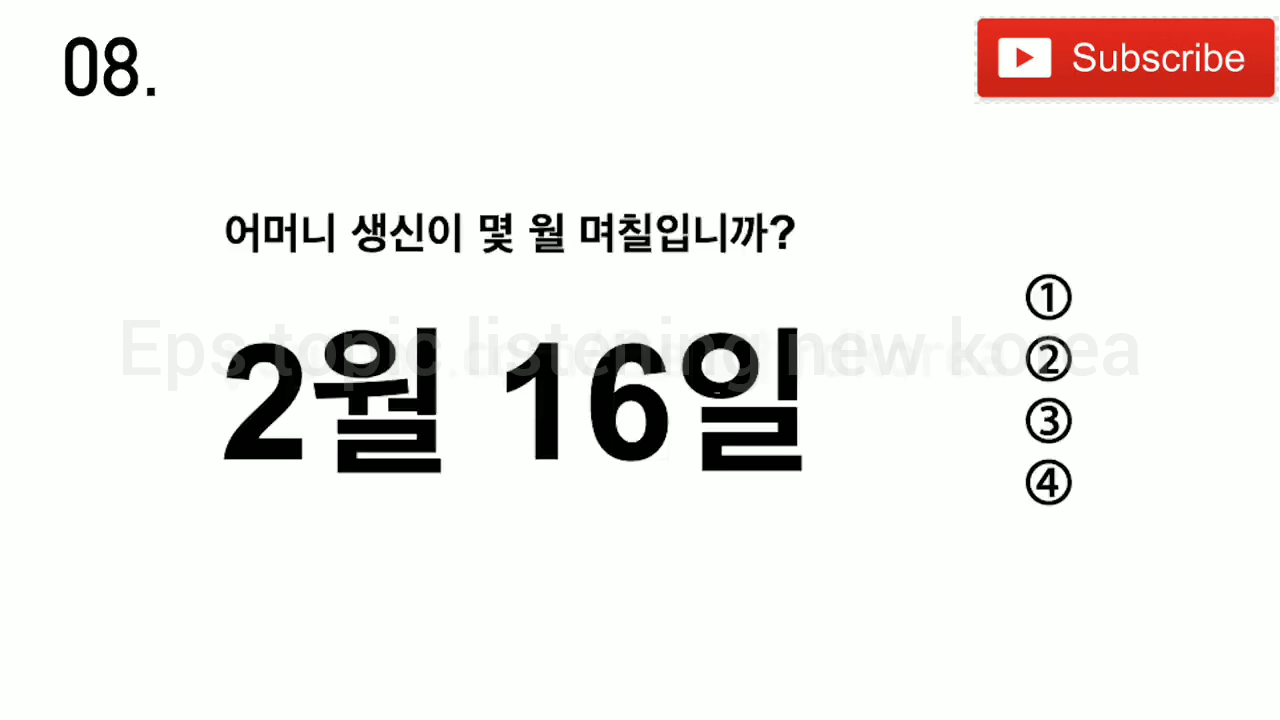 08.
Subscribe
어머니 생신이 몇 월 며칠입니까?
①
Eps topic listening new korea
2월 16일
②
③
④